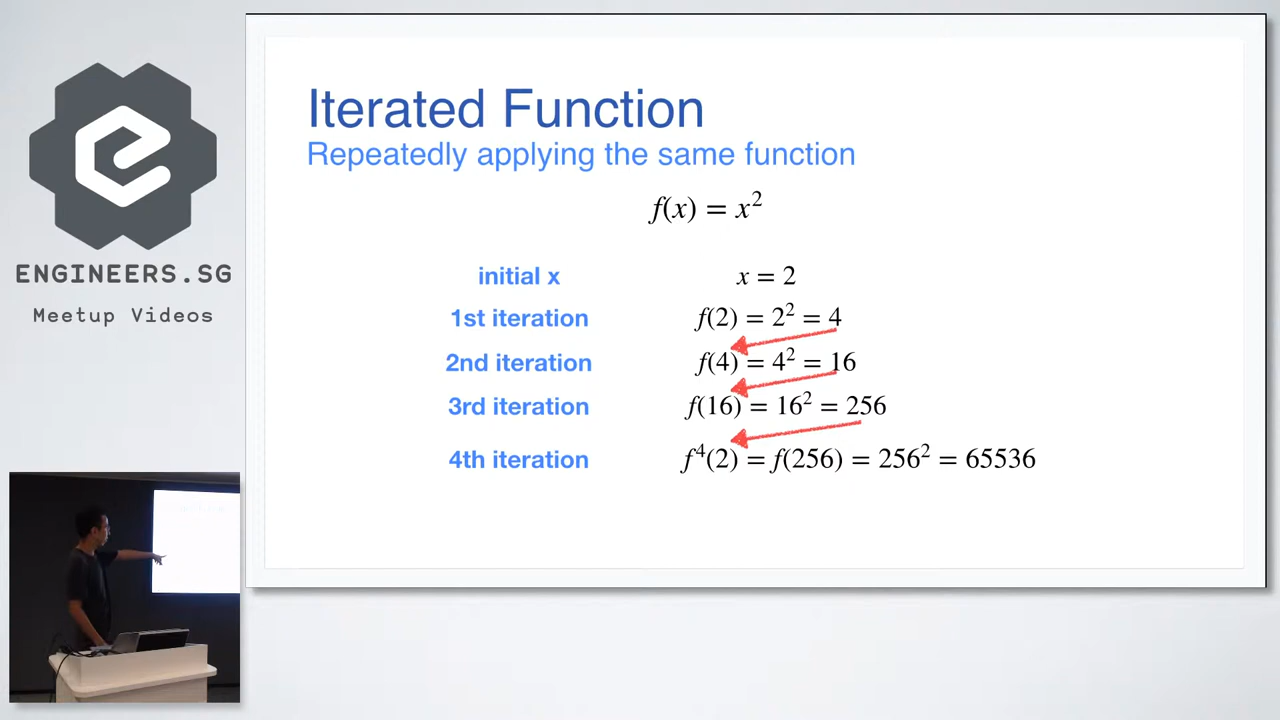 ENGINEERS.SG
Meetup Videos
Iterated Function
Repeatedly applying the same function
f(x) = x²
initial x x = 2
1st iteration f(2) = 2² = 4
2nd iteration f(4) = 4² = 16
3rd iteration f(16) = 16² = 256
4th iteration f⁴(2) = f(256) = 256² = 65536